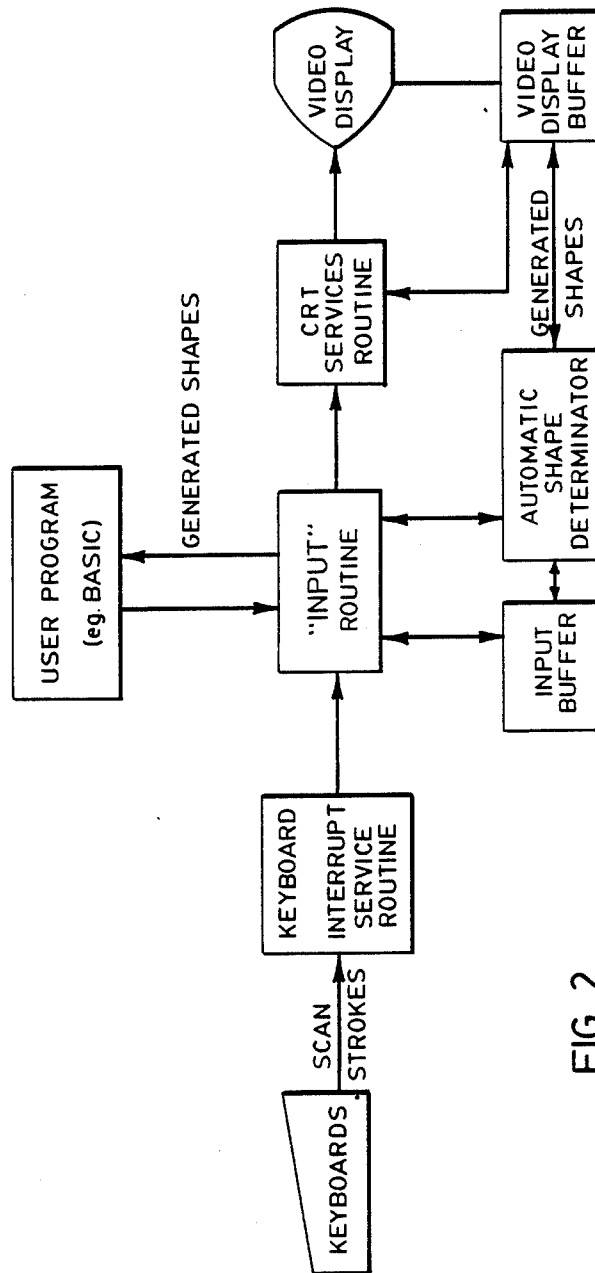 USER PROGRAM
(eg. BASIC)
GENERATED SHAPES
KEYBOARDS
SCAN
STROKES
KEYBOARD
INTERRUPT
SERVICE
ROUTINE
"INPUT"
ROUTINE
CRT
SERVICES
ROUTINE
VIDEO
DISPLAY
INPUT
BUFFER
AUTOMATIC
SHAPE
DETERMINATOR
GENERATED
SHAPES
VIDEO
DISPLAY
BUFFER
FIG. 2